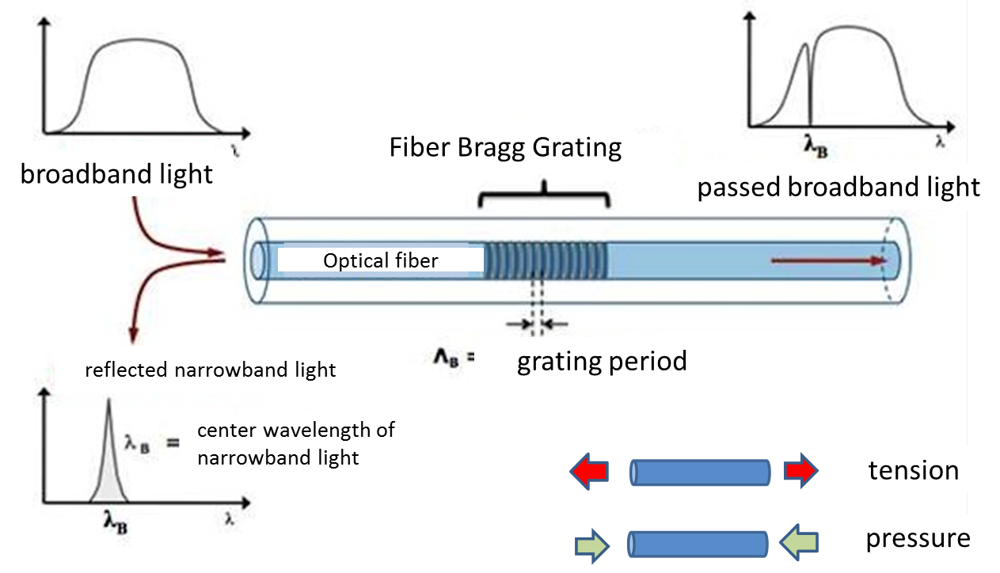 λ
broadband light
Fiber Bragg Grating
λB
λ
passed broadband light
Optical fiber
ΛB =
grating period
reflected narrowband light
λB =
center wavelength of
narrowband light
λB
λ
tension
pressure